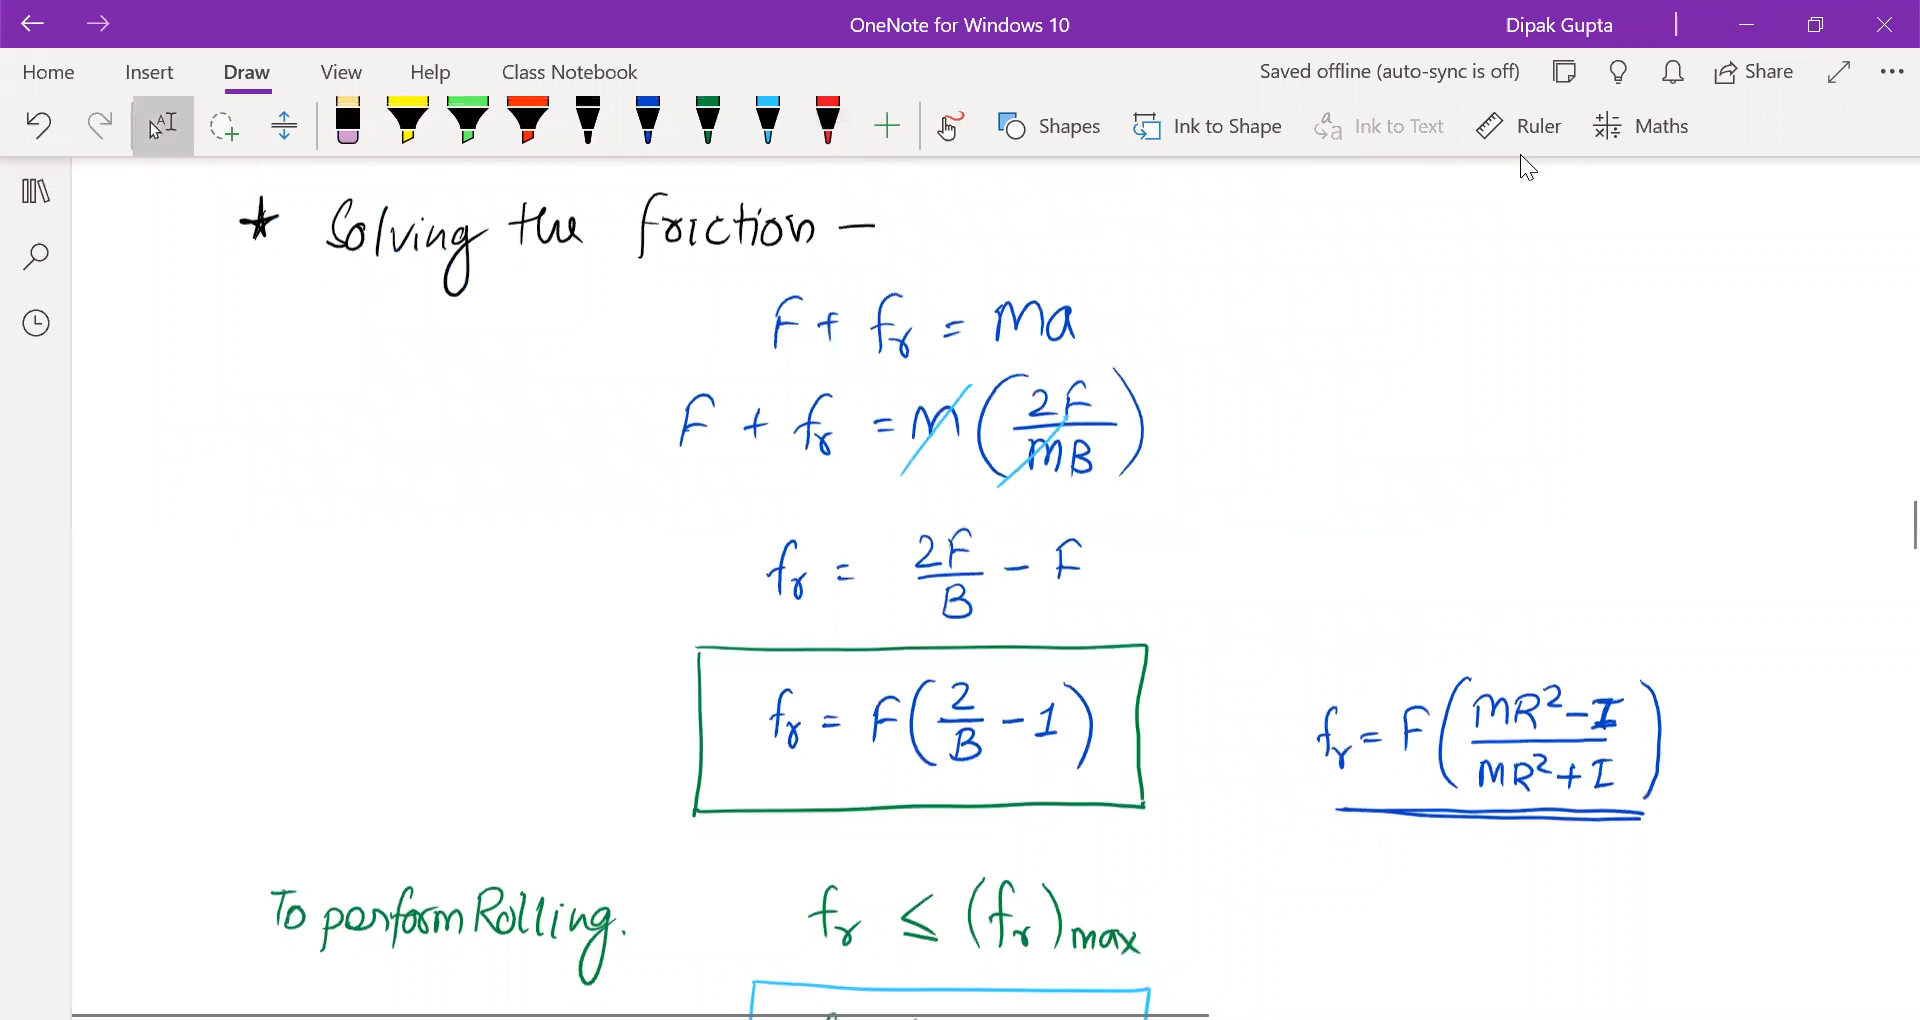 OneNote for Windows 10
Dipak Gupta
Home Insert Draw View Help Class Notebook Saved offline (auto-sync is off) Share
Shapes Ink to Shape Ink to Text Ruler Maths
★ Solving the friction –
F + fr = Ma
F + fr = M (2F/MB)
fr = 2F/B - F
fr = F(2/B - 1)
fr = F(MR² - I / MR² + I)
To perform Rolling. fr ≤ (fr)max